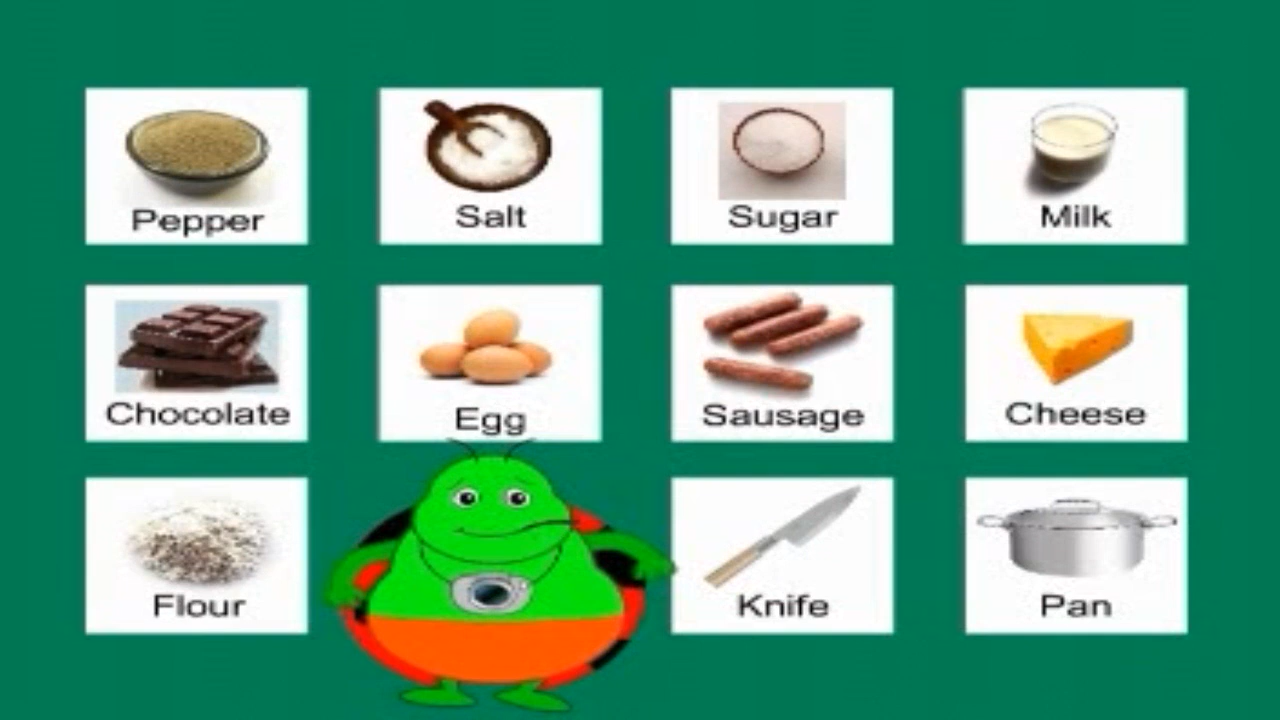 Pepper
Salt
Sugar
Milk
Chocolate
Egg
Sausage
Cheese
Flour
Knife
Pan